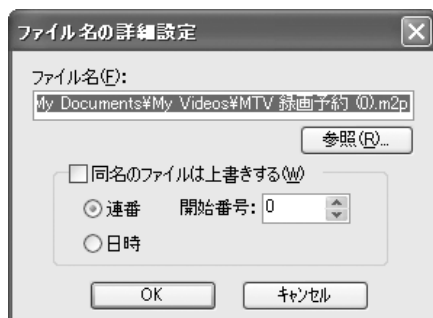 ファイル名の詳細設定
ファイル名(F):
My Documents¥My Videos¥MTV 録画予約 (0).m2p
参照(R)...
同名のファイルは上書きする(W)
連番 開始番号: 0
日時
OK キャンセル